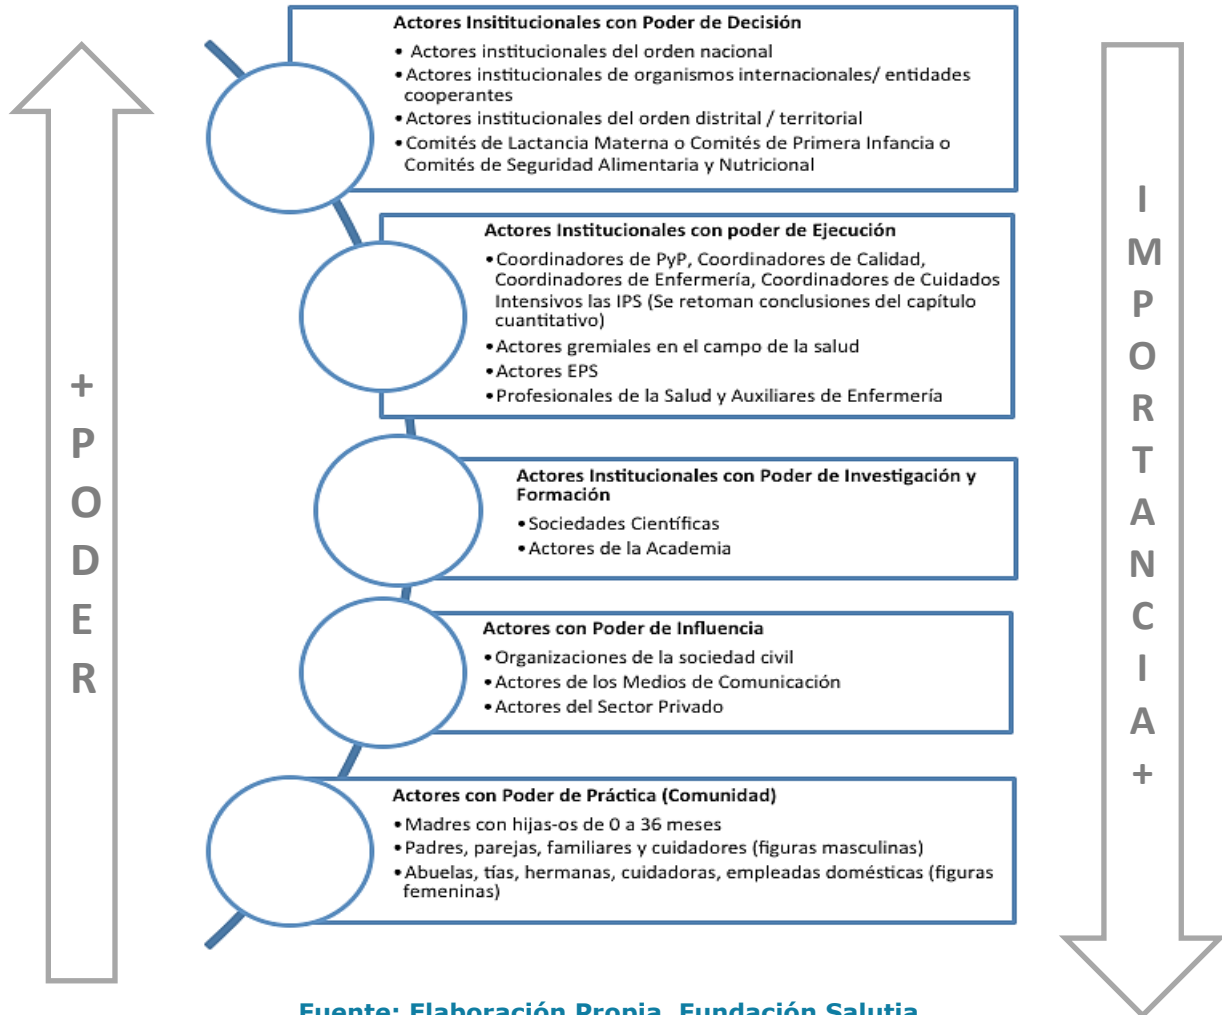 Actores Insititucionales con Poder de Decisión
• Actores institucionales del orden nacional
• Actores institucionales de organismos internacionales/ entidades
cooperantes
• Actores institucionales del orden distrital / territorial
• Comités de Lactancia Materna o Comités de Primera Infancia o
Comités de Seguridad Alimentaria y Nutricional
Actores Institucionales con poder de Ejecución
• Coordinadores de PyP, Coordinadores de Calidad,
Coordinadores de Enfermería, Coordinadores de Cuidados
Intensivos las IPS (Se retoman conclusiones del capítulo
cuantitativo)
• Actores gremiales en el campo de la salud
• Actores EPS
• Profesionales de la Salud y Auxiliares de Enfermería
Actores Institucionales con Poder de Investigación y
Formación
• Sociedades Científicas
• Actores de la Academia
Actores con Poder de Influencia
• Organizaciones de la sociedad civil
• Actores de los Medios de Comunicación
• Actores del Sector Privado
Actores con Poder de Práctica (Comunidad)
• Madres con hijas-os de 0 a 36 meses
• Padres, parejas, familiares y cuidadores (figuras masculinas)
• Abuelas, tías, hermanas, cuidadoras, empleadas domésticas (figuras
femeninas)
+ PODER
IMPORTANCIA +
Fuente: Elaboración Propia. Fundación Salutia